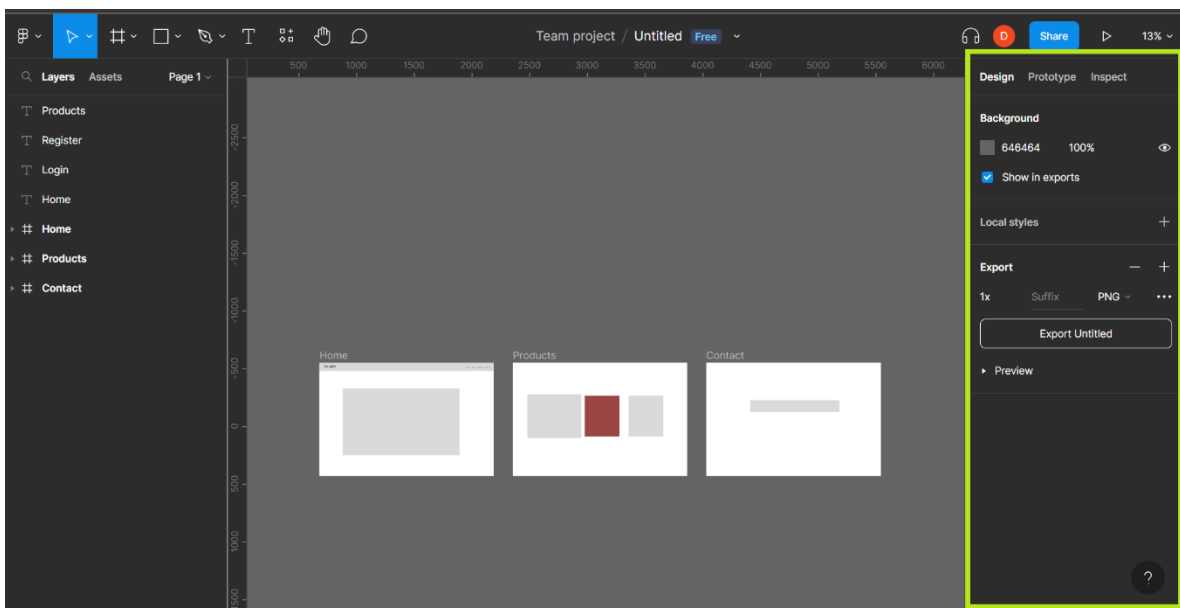 Team project / Untitled Free
D Share 13%
Layers Assets Page 1
Products
Register
Login
Home
Home
Products
Contact
500 1000 1500 2000 2500 3000 3500 4000 4500 5000 5500 6000
-2500
-2000
-1500
-1000
-500
0
500
1000
1500
Home
Products
Contact
Design Prototype Inspect
Background
646464 100%
Show in exports
Local styles
Export
1x Suffix PNG
Export Untitled
Preview
?